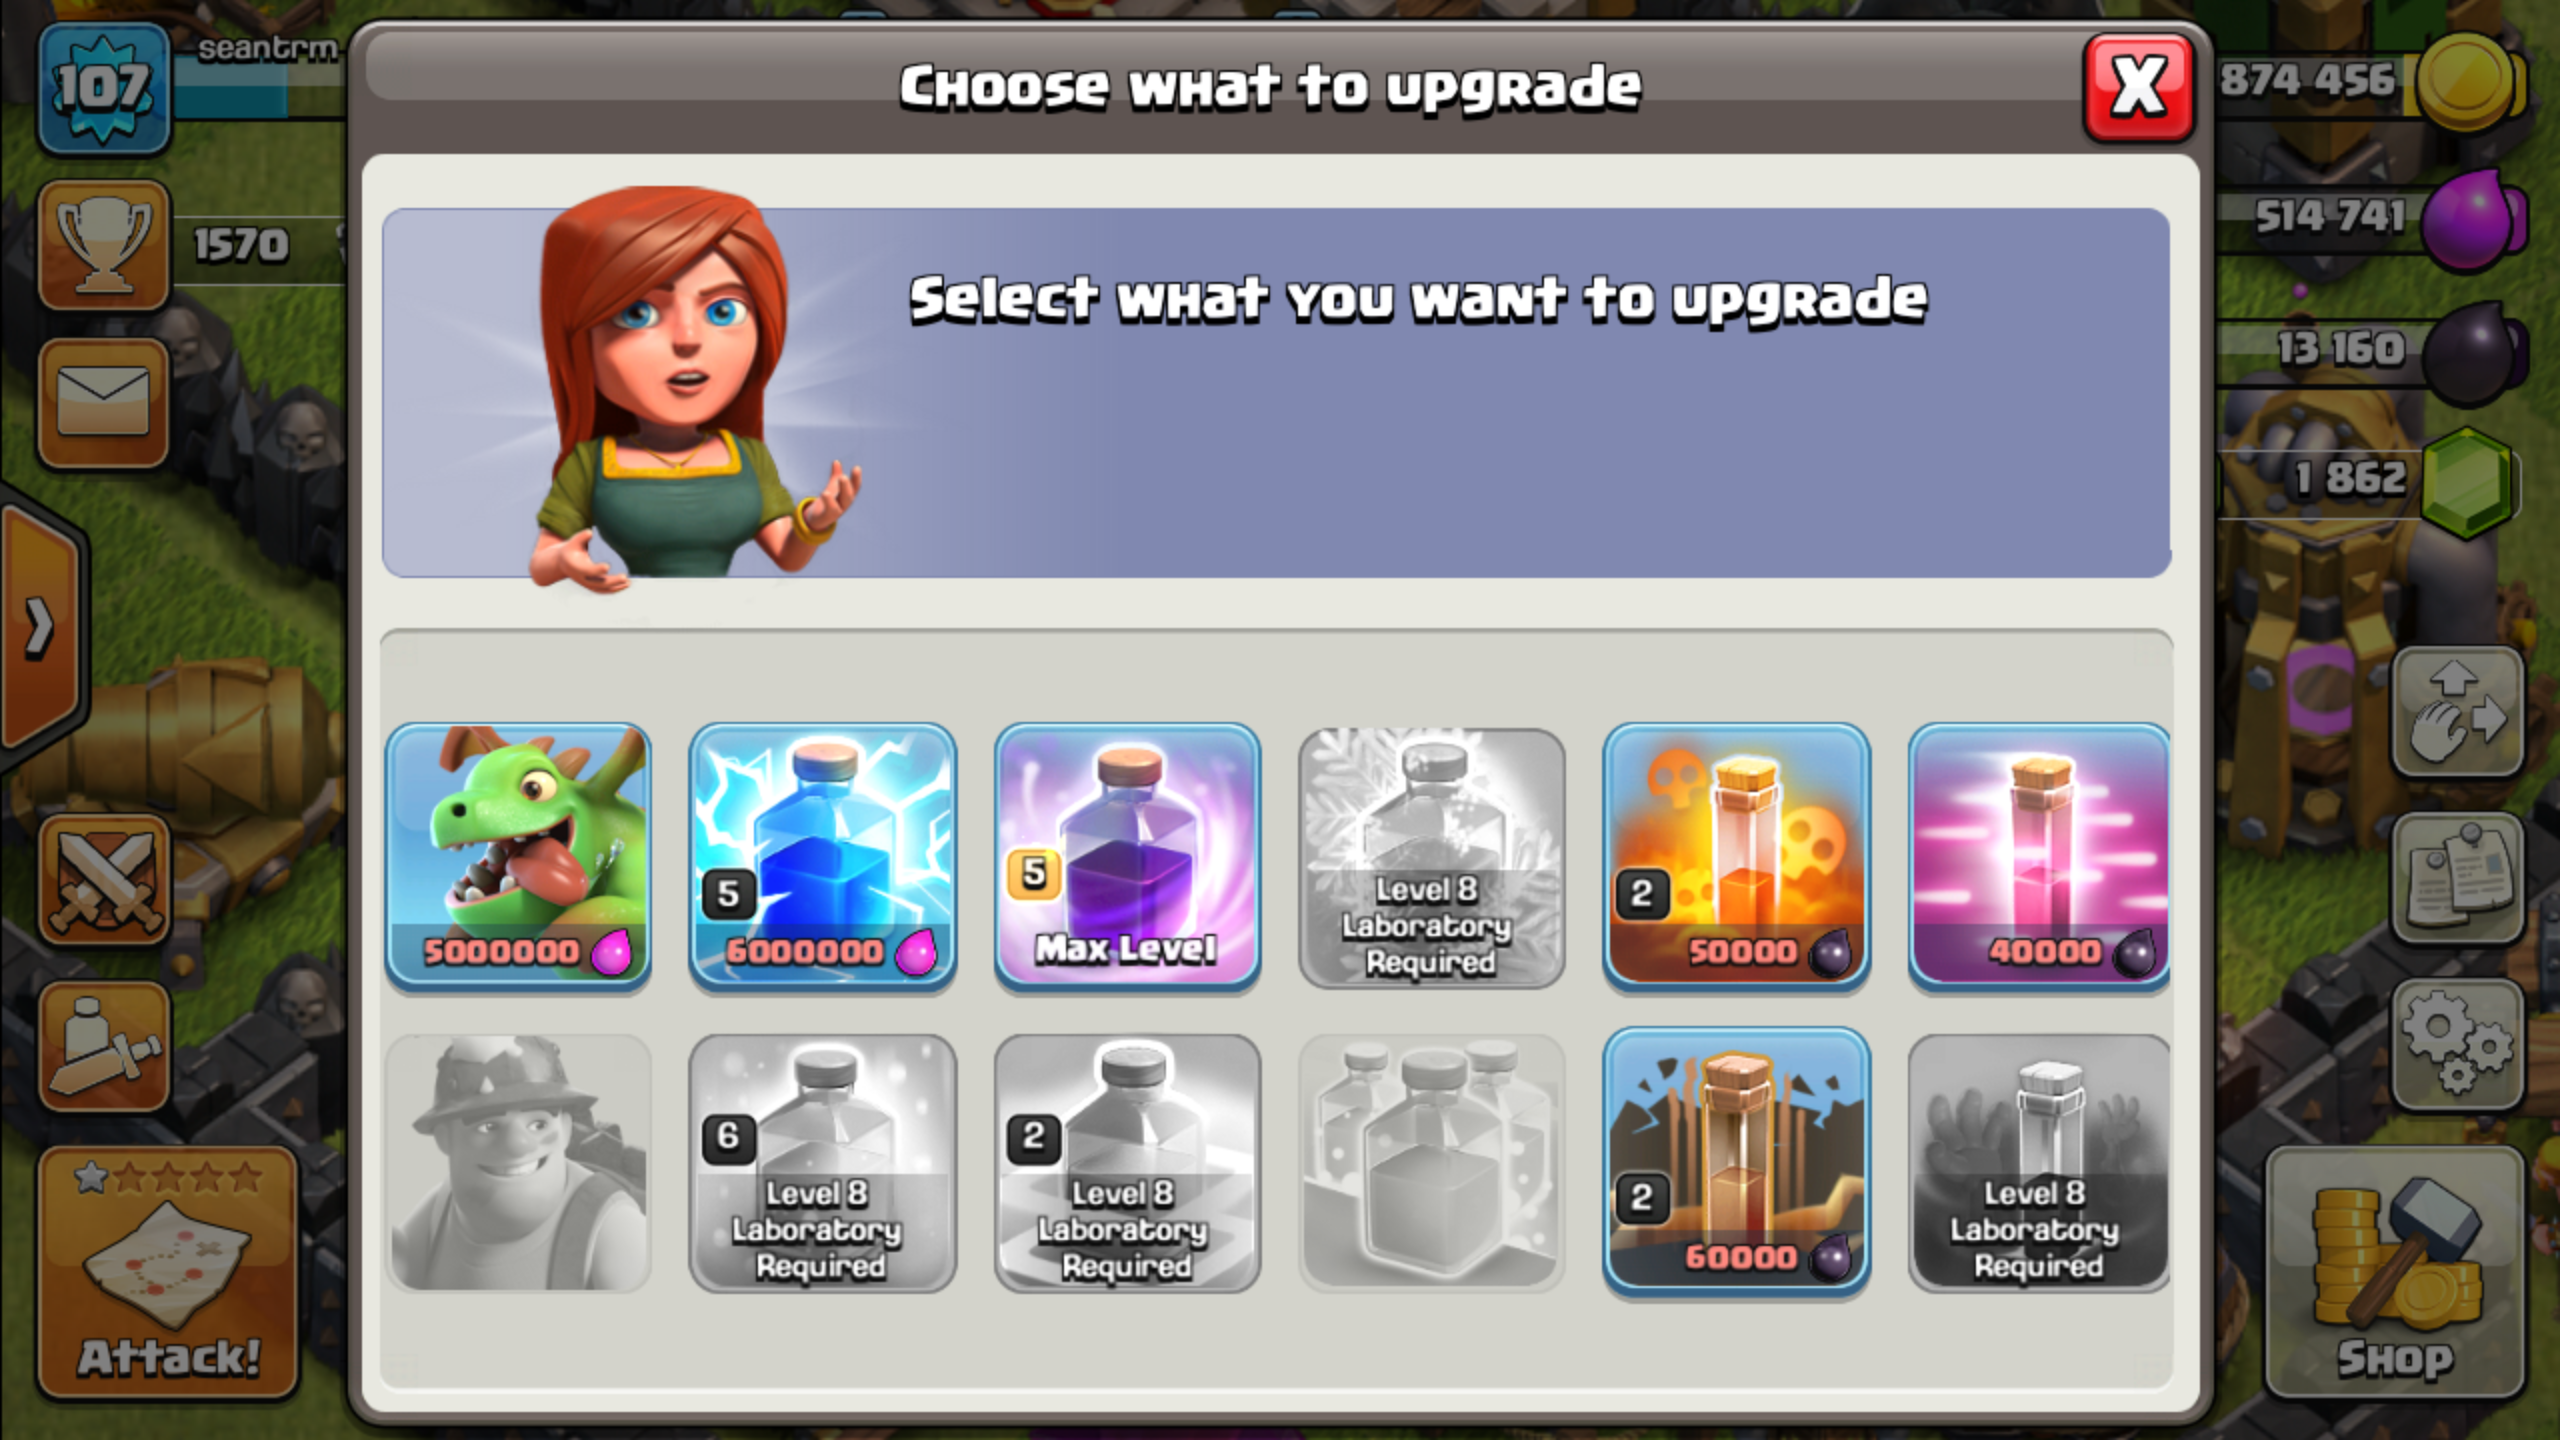 Choose what to upgrade
X
107
seantrm
1570
874 456
514 741
13 160
1 862
Select what you want to upgrade
5000000
5
6000000
5
Max Level
Level 8
Laboratory
Required
2
50000
40000
6
Level 8
Laboratory
Required
2
Level 8
Laboratory
Required
2
60000
Level 8
Laboratory
Required
Attack!
Shop